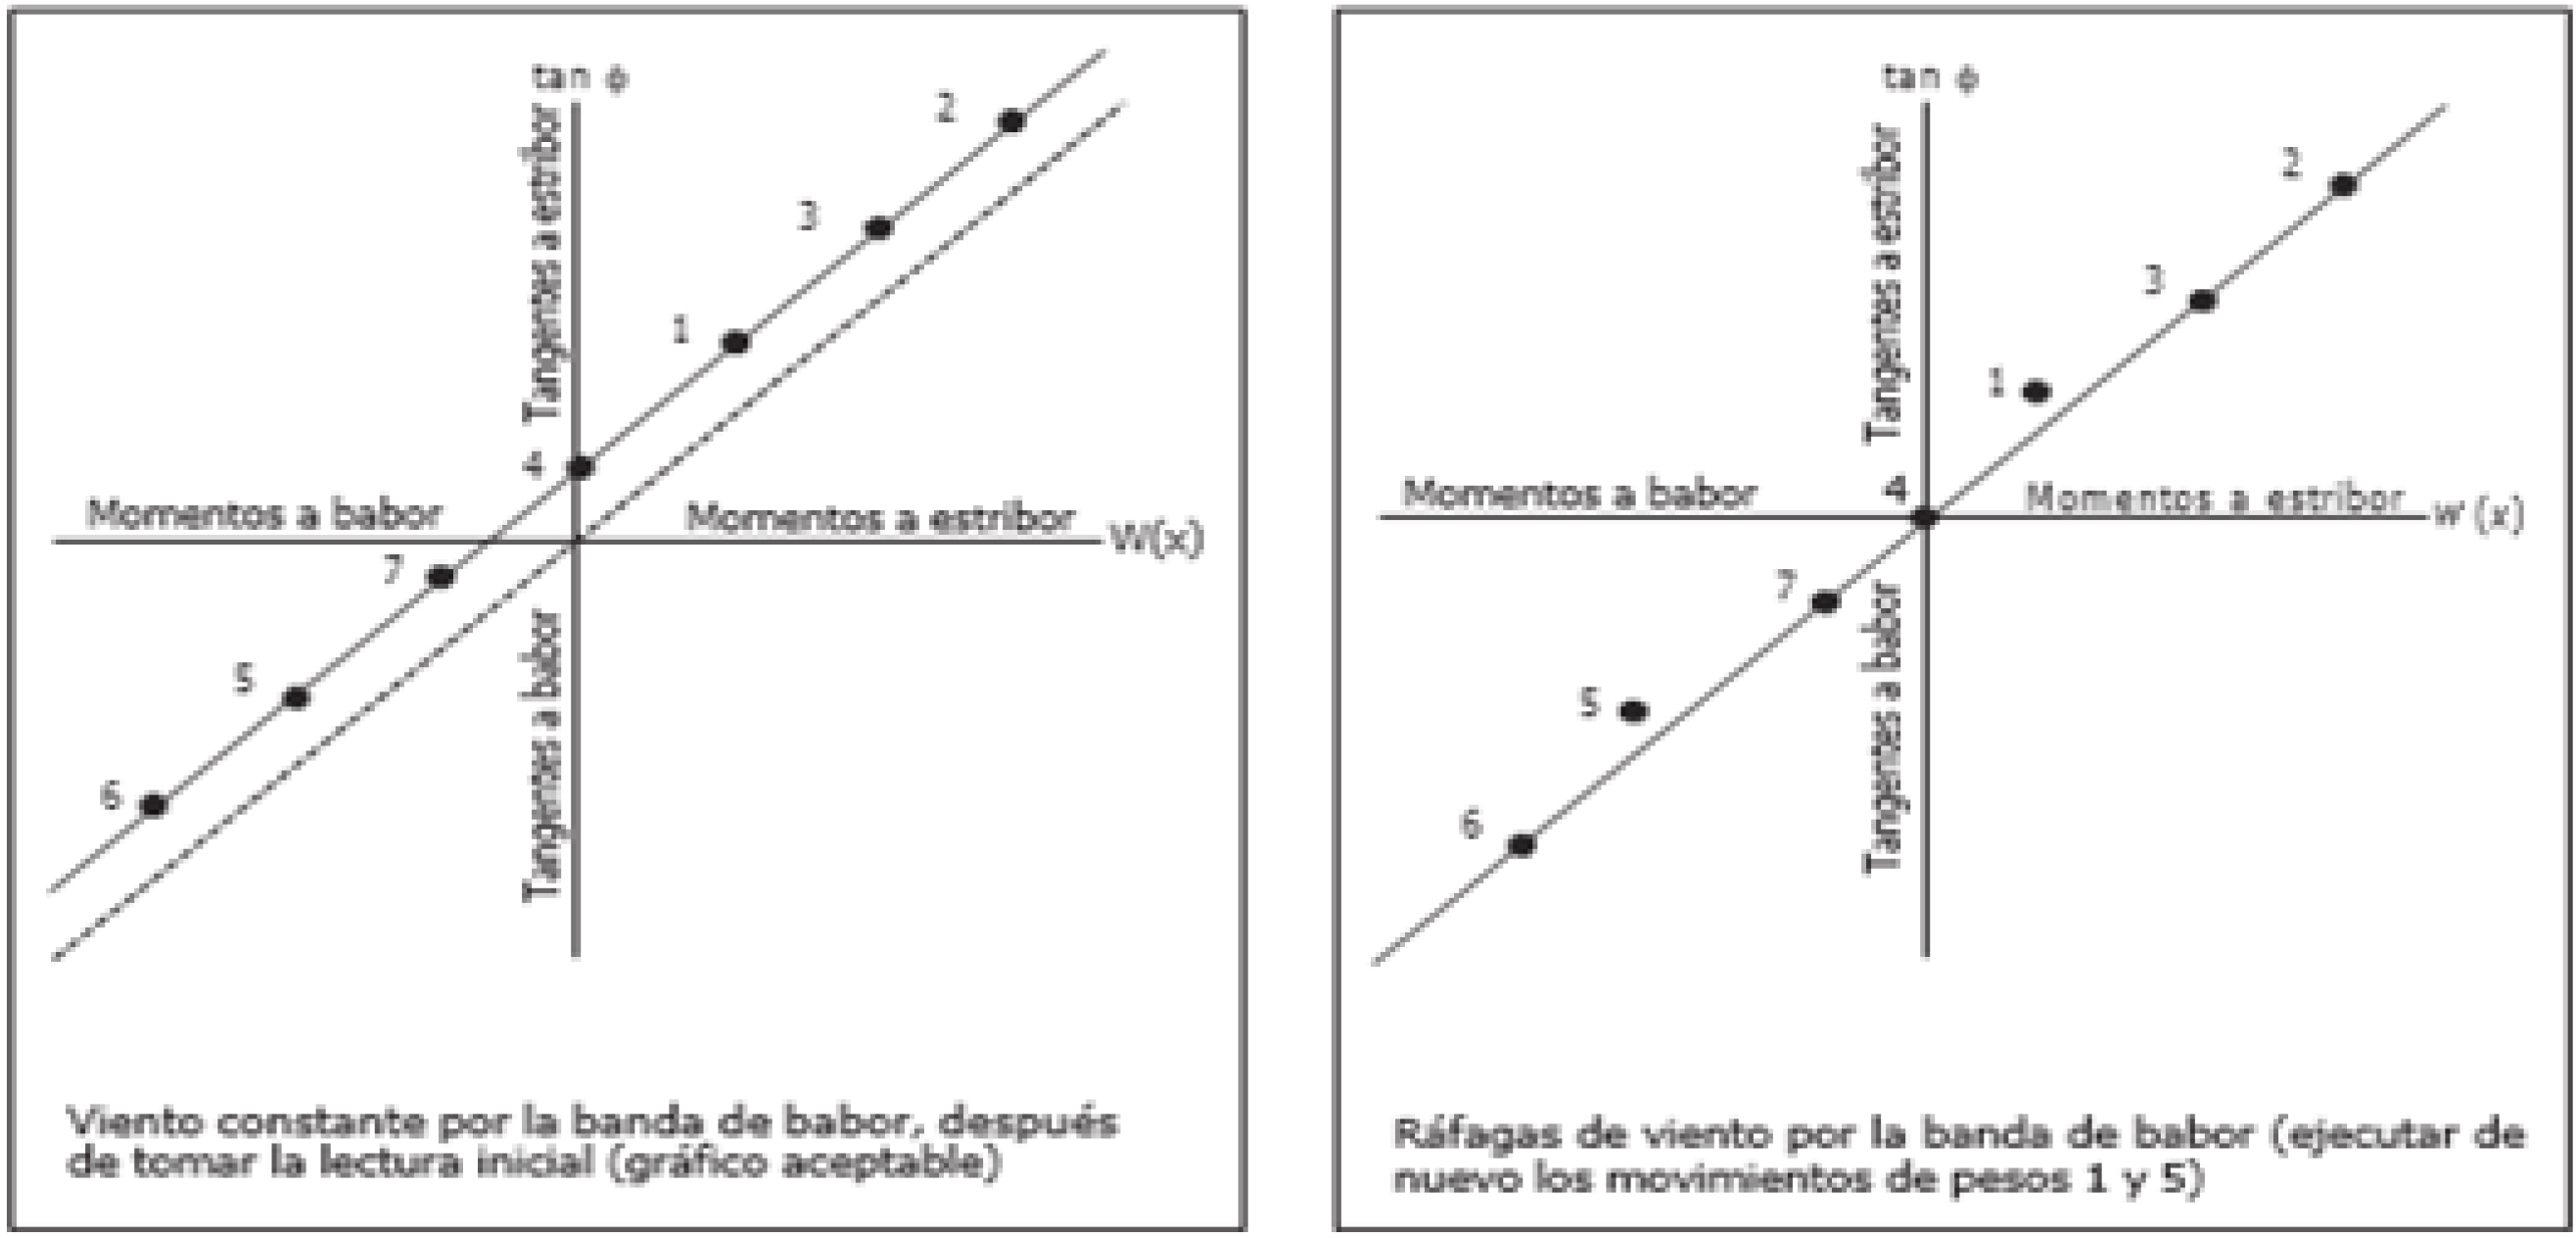 tan ϕ
Tangentes a estribor
2
3
1
4
Momentos a babor
Momentos a estribor
W(x)
7
5
6
Tangentes a babor
Viento constante por la banda de babor, después
de tomar la lectura inicial (gráfico aceptable)
tan ϕ
Tangentes a estribor
2
3
1
4
Momentos a babor
Momentos a estribor
w (x)
7
5
6
Tangentes a babor
Ráfagas de viento por la banda de babor (ejecutar de
nuevo los movimientos de pesos 1 y 5)